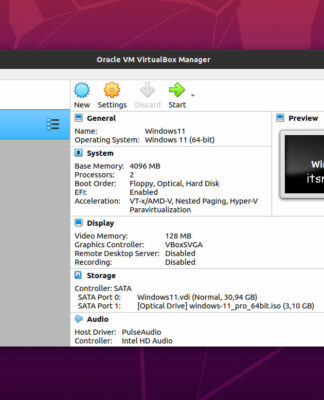 Oracle VM VirtualBox Manager
New Settings Discard Start
General
Name: Windows11
Operating System: Windows 11 (64-bit)
System
Base Memory: 4096 MB
Processors: 2
Boot Order: Floppy, Optical, Hard Disk
EFI: Enabled
Acceleration: VT-x/AMD-V, Nested Paging, Hyper-V
Paravirtualization
Display
Video Memory: 128 MB
Graphics Controller: VBoxSVGA
Remote Desktop Server: Disabled
Recording: Disabled
Storage
Controller: SATA
SATA Port 0: Windows11.vdi (Normal, 30,94 GB)
SATA Port 1: [Optical Drive] windows-11_pro_64bit.iso (3,10 GB)
Audio
Host Driver: PulseAudio
Controller: Intel HD Audio
Preview